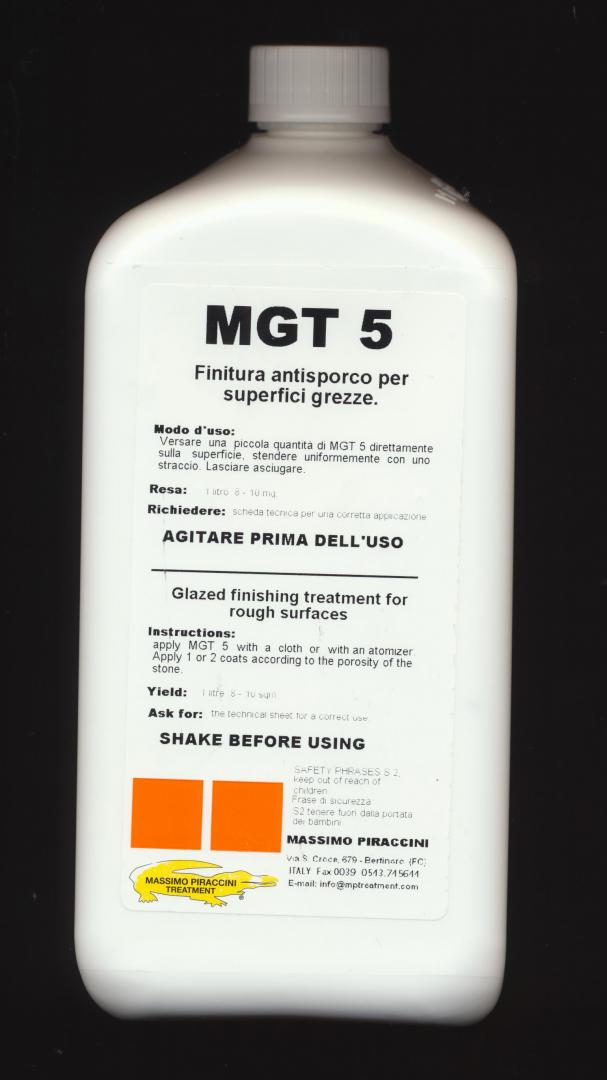 MGT 5
Finitura antisporco per
superfici grezze.
Modo d'uso:
Versare una piccola quantità di MGT 5 direttamente
sulla superficie, stendere uniformemente con uno
straccio. Lasciare asciugare.
Resa: 1 litro 8 - 10 mq.
Richiedere: scheda tecnica per una corretta applicazione
AGITARE PRIMA DELL'USO
Glazed finishing treatment for
rough surfaces
Instructions:
apply MGT 5 with a cloth or with an atomizer.
Apply 1 or 2 coats according to the porosity of the
stone.
Yield: 1 litre 8 - 10 sqm
Ask for: the technical sheet for a correct use
SHAKE BEFORE USING
SAFETY PHRASES S 2,
keep out of reach of
children
Frase di sicurezza
S2 tenere fuori dalla portata
dei bambini
MASSIMO PIRACCINI
Via S. Croce, 679 - Bertinoro (FC)
ITALY Fax 0039 0543.745644
E-mail: info@mptreatment.com
MASSIMO PIRACCINI
TREATMENT
®